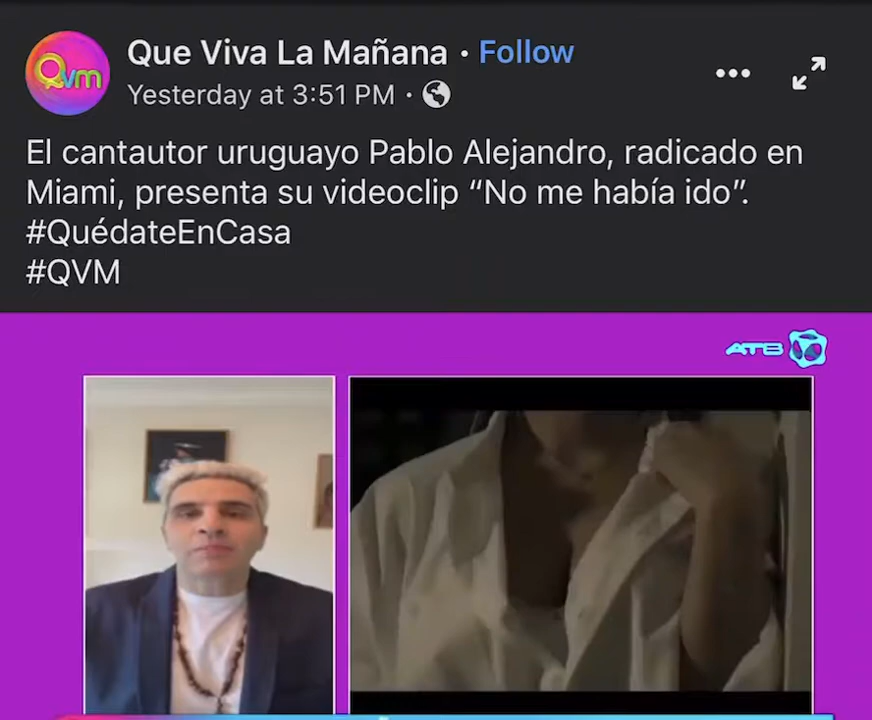 Qvm
Que Viva La Mañana · Follow
Yesterday at 3:51 PM ·
El cantautor uruguayo Pablo Alejandro, radicado en
Miami, presenta su videoclip “No me había ido”.
#QuédateEnCasa
#QVM
ATB